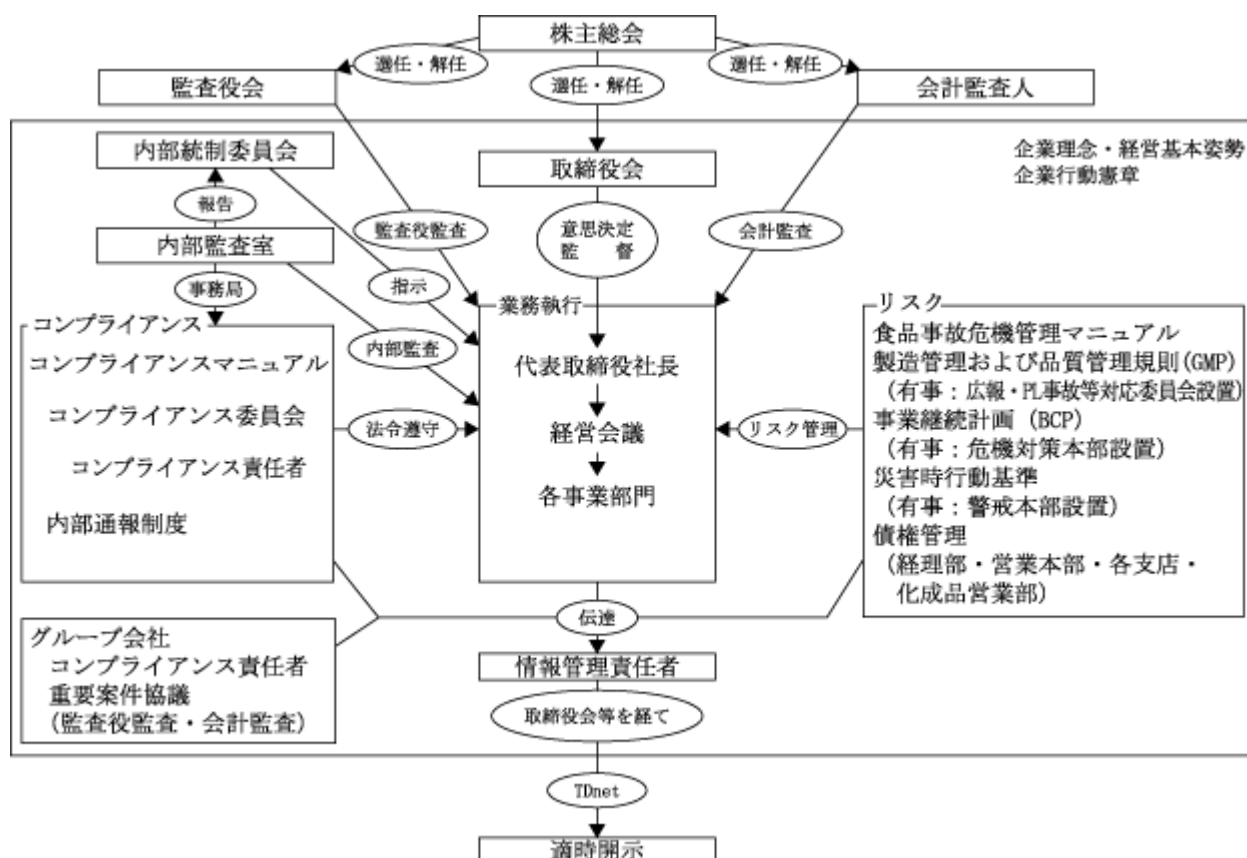 株主総会
選任・解任
選任・解任
選任・解任
監査役会
会計監査人
内部統制委員会
取締役会
企業理念・経営基本姿勢
企業行動憲章
報告
監査役監査
意思決定
監　督
会計監査
内部監査室
事務局
指示
業務執行
リスク
コンプライアンス
コンプライアンスマニュアル
コンプライアンス委員会
コンプライアンス責任者
内部通報制度
内部監査
法令遵守
代表取締役社長
経営会議
各事業部門
リスク管理
食品事故危機管理マニュアル
製造管理および品質管理規則(GMP)
(有事：広報・PL事故等対応委員会設置)
事業継続計画 (BCP)
(有事：危機対策本部設置)
災害時行動基準
(有事：警戒本部設置)
債権管理
(経理部・営業本部・各支店・
化成品営業部)
伝達
グループ会社
コンプライアンス責任者
重要案件協議
(監査役監査・会計監査)
情報管理責任者
取締役会等を経て
TDnet
適時開示